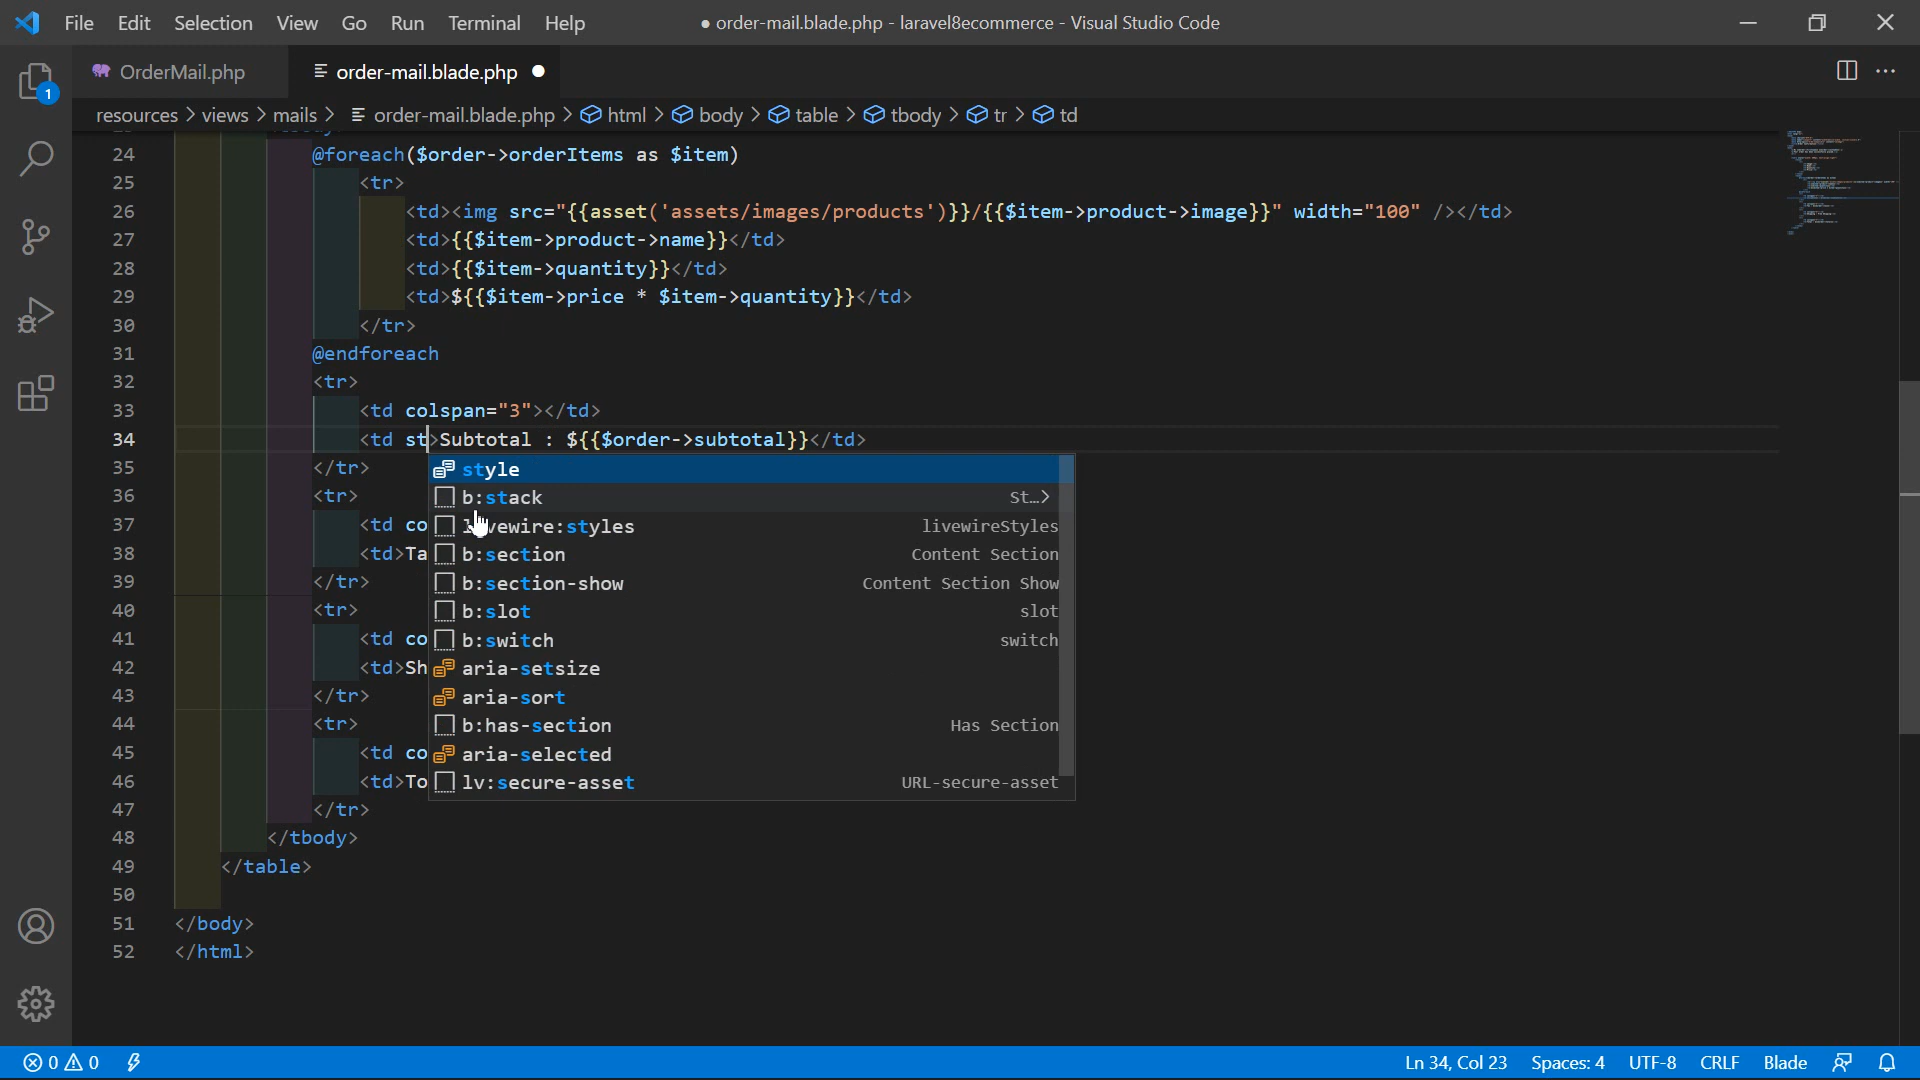 File Edit Selection View Go Run Terminal Help
● order-mail.blade.php - laravel8ecommerce - Visual Studio Code
1
OrderMail.php
order-mail.blade.php
resources > views > mails > order-mail.blade.php > html > body > table > tbody > tr > td
24 @foreach($order->orderItems as $item)
25 <tr>
26 <td><img src="{{asset('assets/images/products')}}/{{$item->product->image}}" width="100" /></td>
27 <td>{{$item->product->name}}</td>
28 <td>{{$item->quantity}}</td>
29 <td>${{$item->price * $item->quantity}}</td>
30 </tr>
31 @endforeach
32 <tr>
33 <td colspan="3"></td>
34 <td st>Subtotal : ${{$order->subtotal}}</td>
35 </tr>
style
36 <tr>
b:stack St…>
37 <td co
livewire:styles livewireStyles
38 <td>Ta
b:section Content Section
39 </tr>
b:section-show Content Section Show
40 <tr>
b:slot slot
41 <td co
b:switch switch
42 <td>Sh
aria-setsize
43 </tr>
aria-sort
44 <tr>
b:has-section Has Section
45 <td co
aria-selected
46 <td>To
lv:secure-asset URL-secure-asset
47 </tr>
48 </tbody>
49 </table>
50
51 </body>
52 </html>
0 0
Ln 34, Col 23 Spaces: 4 UTF-8 CRLF Blade